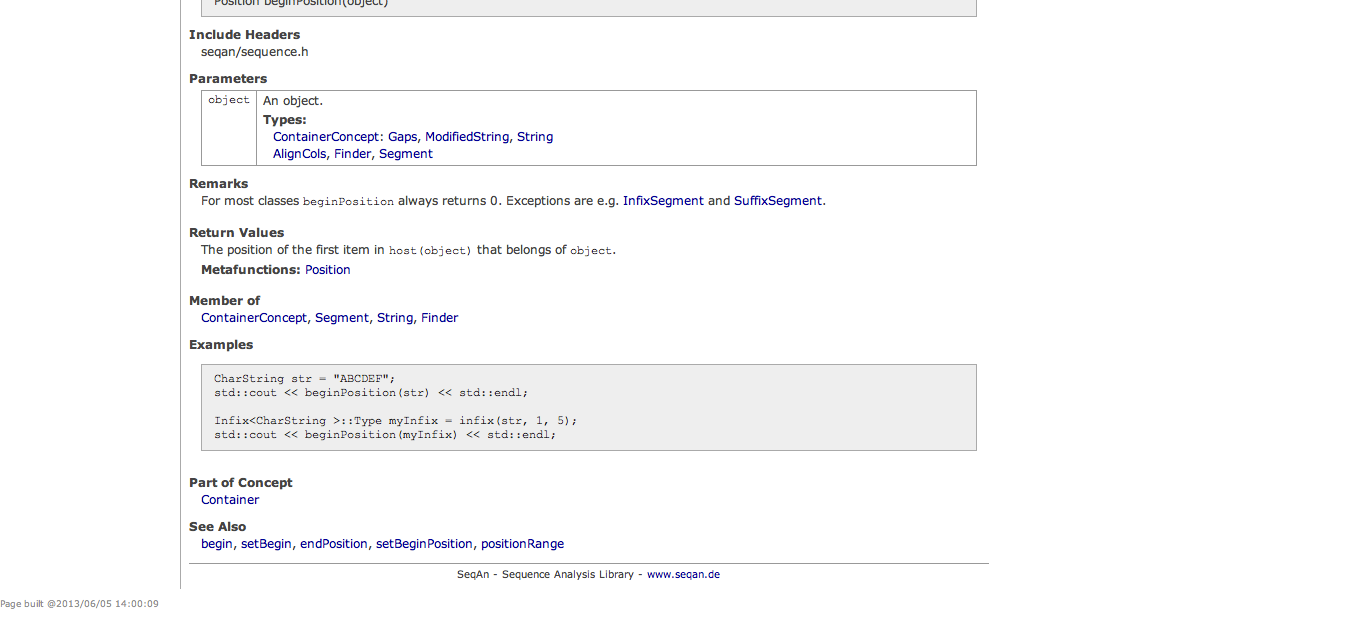 Position beginPosition(object)
Include Headers
seqan/sequence.h
Parameters
object An object.
Types:
ContainerConcept: Gaps, ModifiedString, String
AlignCols, Finder, Segment
Remarks
For most classes beginPosition always returns 0. Exceptions are e.g. InfixSegment and SuffixSegment.
Return Values
The position of the first item in host(object) that belongs of object.
Metafunctions: Position
Member of
ContainerConcept, Segment, String, Finder
Examples
CharString str = "ABCDEF";
std::cout << beginPosition(str) << std::endl;
Infix<CharString >::Type myInfix = infix(str, 1, 5);
std::cout << beginPosition(myInfix) << std::endl;
Part of Concept
Container
See Also
begin, setBegin, endPosition, setBeginPosition, positionRange
SeqAn - Sequence Analysis Library - www.seqan.de
Page built @2013/06/05 14:00:09